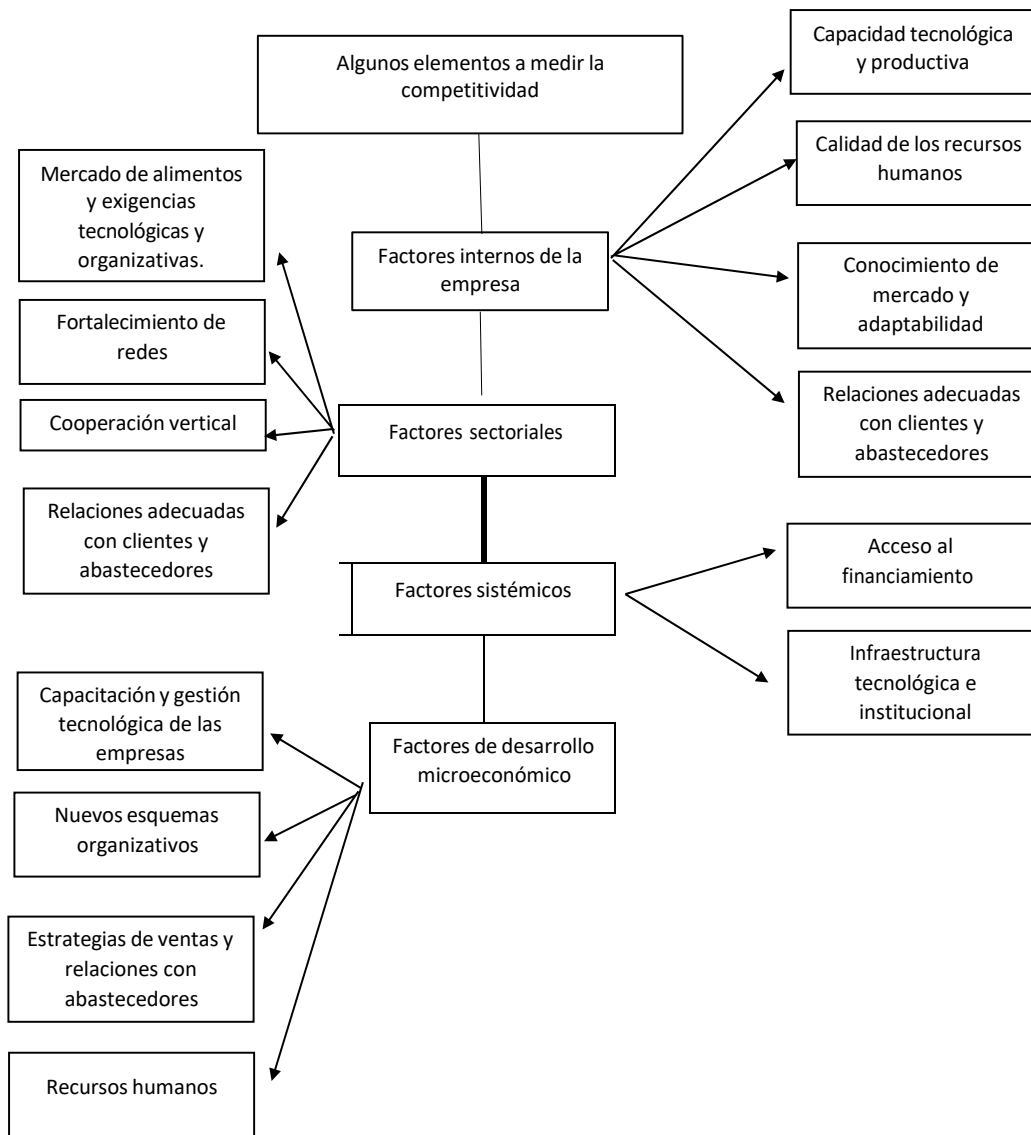 Algunos elementos a medir la
competitividad
Capacidad tecnológica
y productiva
Calidad de los recursos
humanos
Mercado de alimentos
y exigencias
tecnológicas y
organizativas.
Factores internos de la
empresa
Conocimiento de
mercado y
adaptabilidad
Fortalecimiento de
redes
Relaciones adecuadas
con clientes y
abastecedores
Cooperación vertical
Factores sectoriales
Relaciones adecuadas
con clientes y
abastecedores
Acceso al
financiamiento
Factores sistémicos
Infraestructura
tecnológica e
institucional
Capacitación y gestión
tecnológica de las
empresas
Factores de desarrollo
microeconómico
Nuevos esquemas
organizativos
Estrategias de ventas y
relaciones con
abastecedores
Recursos humanos